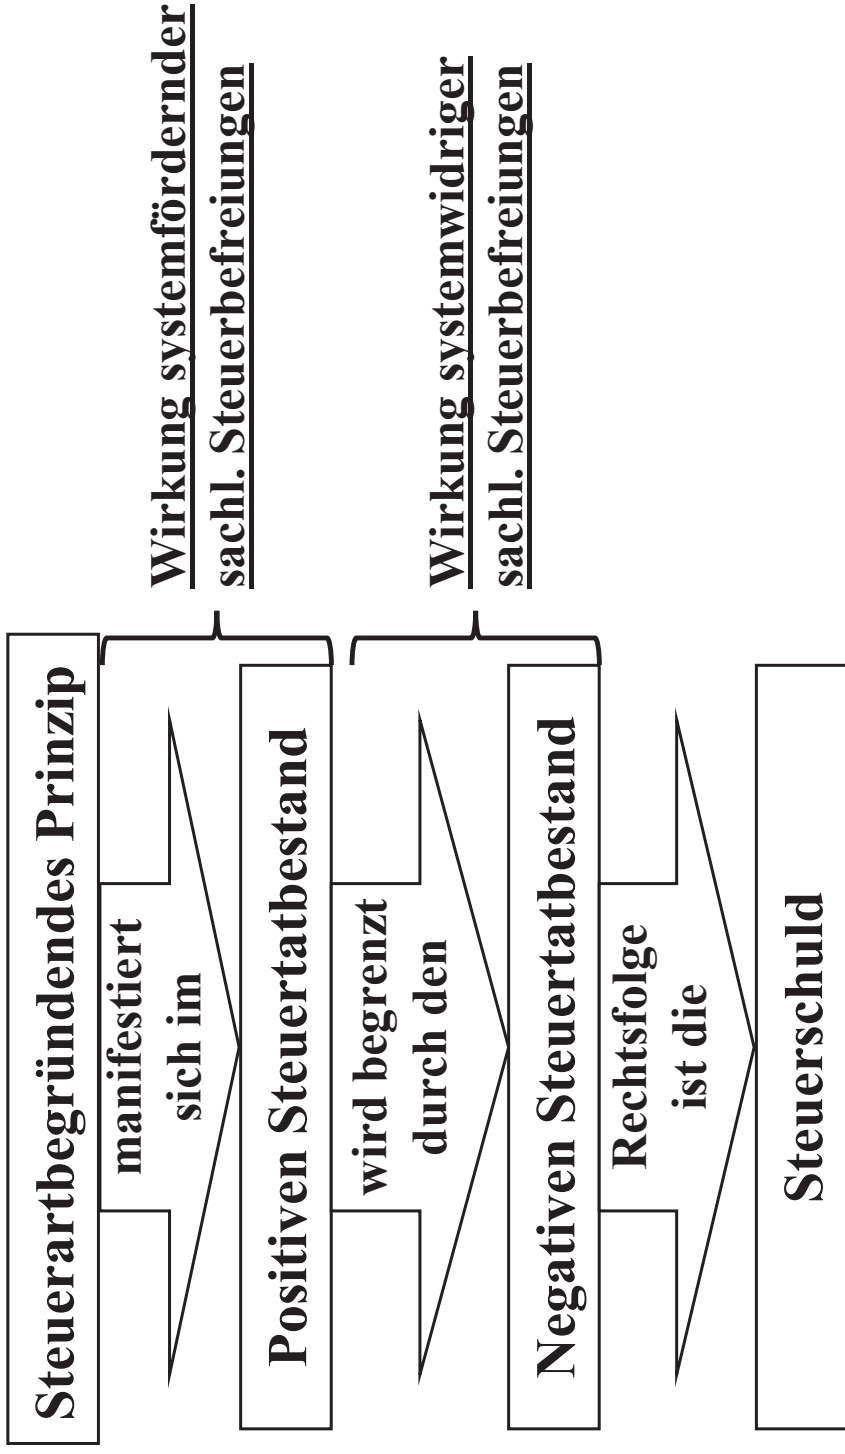 Steuerartbegründendes Prinzip
manifestiert
sich im
Wirkung systemfördernder
sachl. Steuerbefreiungen
Positiven Steuertatbestand
wird begrenzt
durch den
Wirkung systemwidriger
sachl. Steuerbefreiungen
Negativen Steuertatbestand
Rechtsfolge
ist die
Steuerschuld